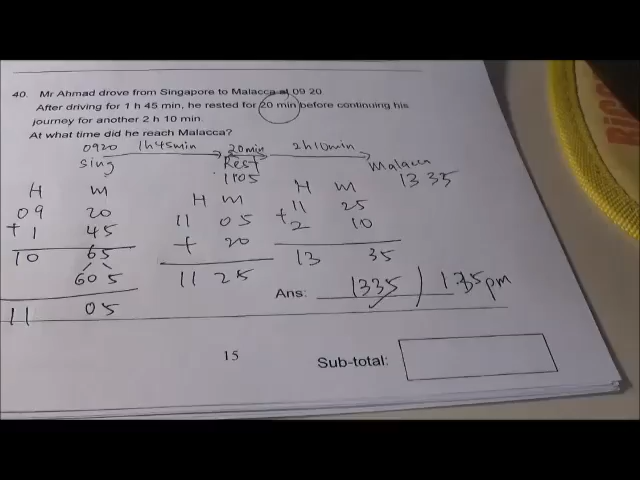 40. Mr Ahmad drove from Singapore to Malacca at 09 20
After driving for 1 h 45 min, he rested for 20 min before continuing his
journey for another 2 h 10 min.
At what time did he reach Malacca?
0920 1h45min 20min 2h10min
Sing Rest Malacca
1105 1335
H M H M H M
09 20 11 05 + 11 25
+ 1 45 + 20 2 10
10 65 11 25 13 35
60 5
11 05
Ans: 1335 / 1.35pm
15
Sub-total: